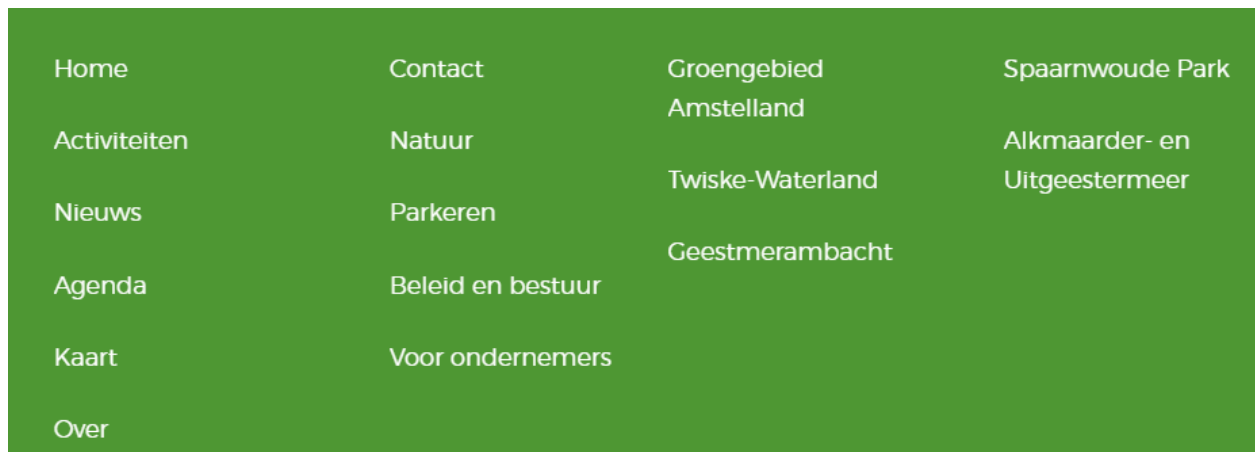 Home
Activiteiten
Nieuws
Agenda
Kaart
Over
Contact
Natuur
Parkeren
Beleid en bestuur
Voor ondernemers
Groengebied
Amstelland
Twiske-Waterland
Geestmerambacht
Spaarnwoude Park
Alkmaarder- en
Uitgeestermeer